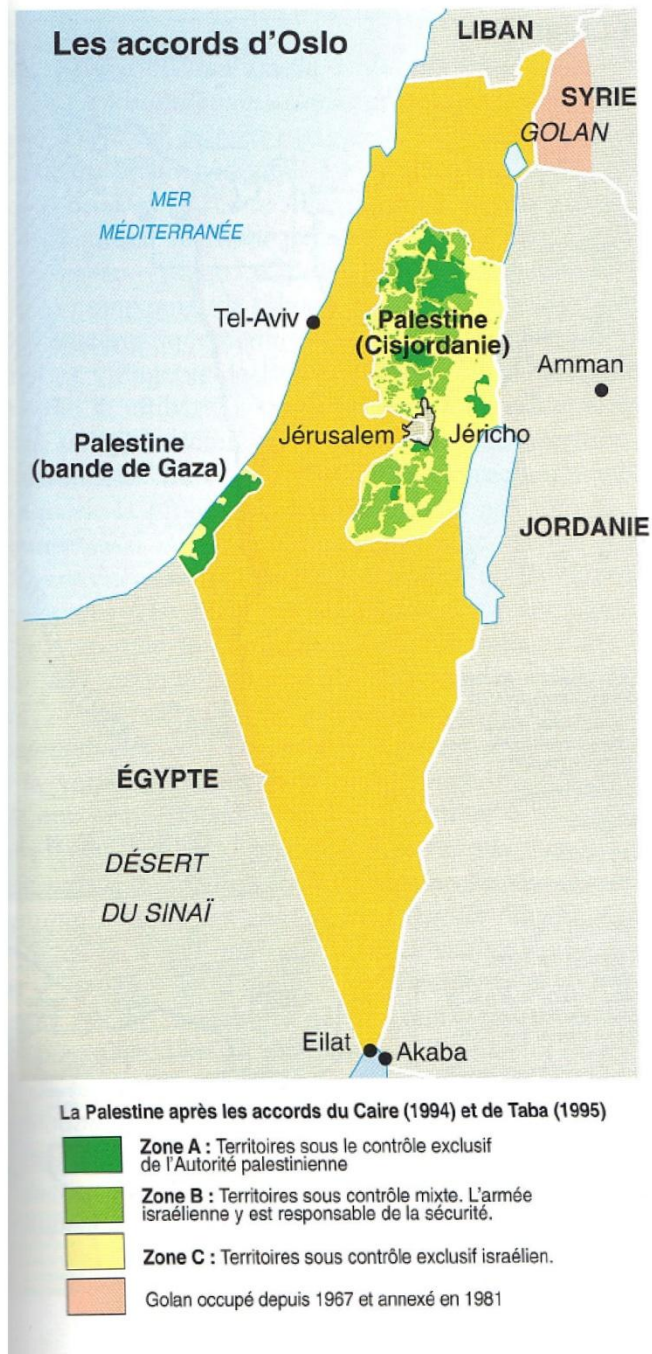 Les accords d'Oslo
LIBAN
SYRIE
GOLAN
MER
MÉDITERRANÉE
Tel-Aviv
Palestine
(Cisjordanie)
Amman
Jérusalem
Jéricho
Palestine
(bande de Gaza)
JORDANIE
ÉGYPTE
DÉSERT
DU SINAÏ
Eilat
Akaba
La Palestine après les accords du Caire (1994) et de Taba (1995)
Zone A : Territoires sous le contrôle exclusif
de l'Autorité palestinienne
Zone B : Territoires sous contrôle mixte. L'armée
israélienne y est responsable de la sécurité.
Zone C : Territoires sous contrôle exclusif israélien.
Golan occupé depuis 1967 et annexé en 1981